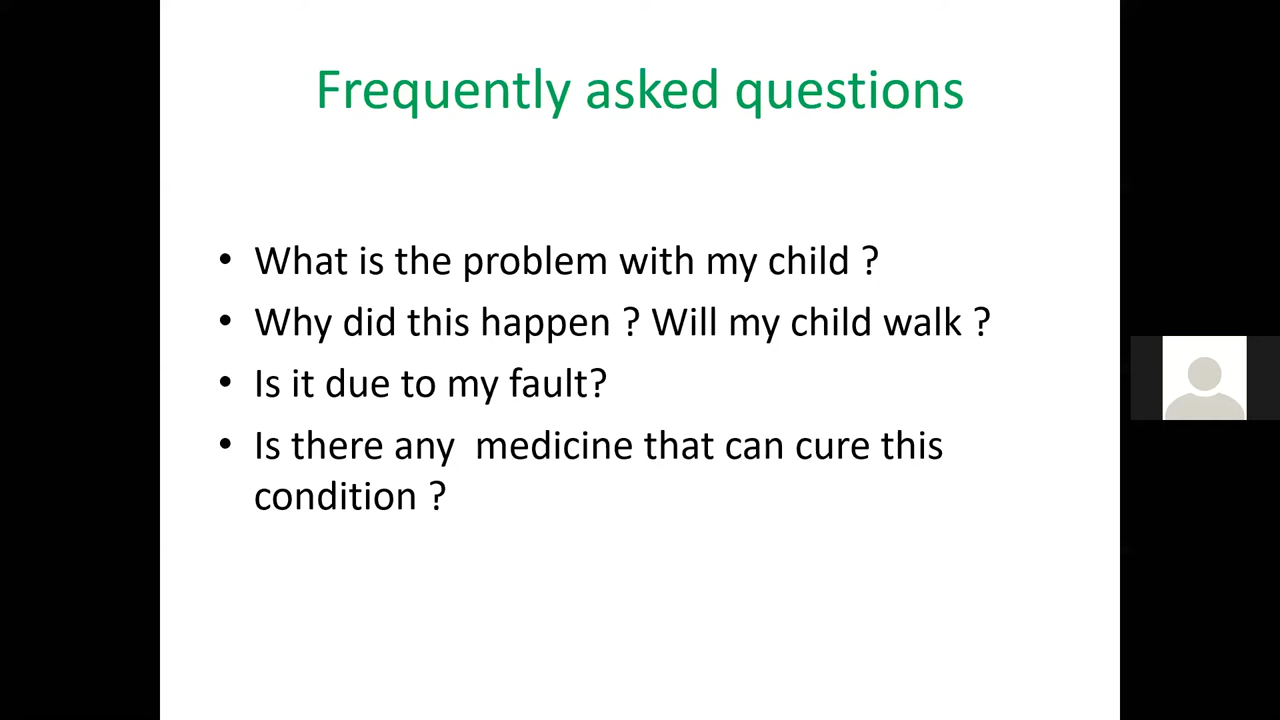 Frequently asked questions
• What is the problem with my child ?
• Why did this happen ? Will my child walk ?
• Is it due to my fault?
• Is there any  medicine that can cure this
condition ?